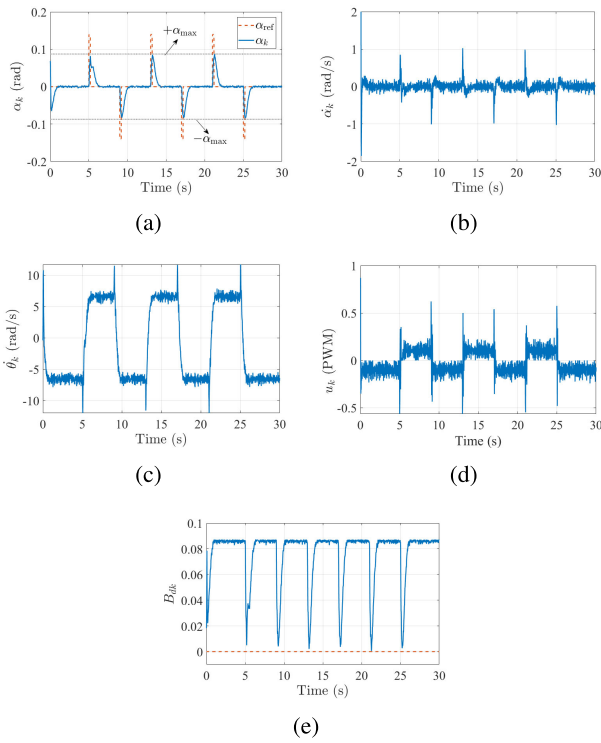 0.2
+α_max
α_ref
α_k
0.1
0
-0.1
-α_max
-0.2
0 5 10 15 20 25 30
α_k (rad)
Time (s)
(a)
2
1
0
-1
-2
0 5 10 15 20 25 30
α̇_k (rad/s)
Time (s)
(b)
10
5
0
-5
-10
0 5 10 15 20 25 30
θ̇_k (rad/s)
Time (s)
(c)
1
0.5
0
-0.5
0 5 10 15 20 25 30
u_k (PWM)
Time (s)
(d)
0.1
0.08
0.06
0.04
0.02
0
0 5 10 15 20 25 30
B_dk
Time (s)
(e)